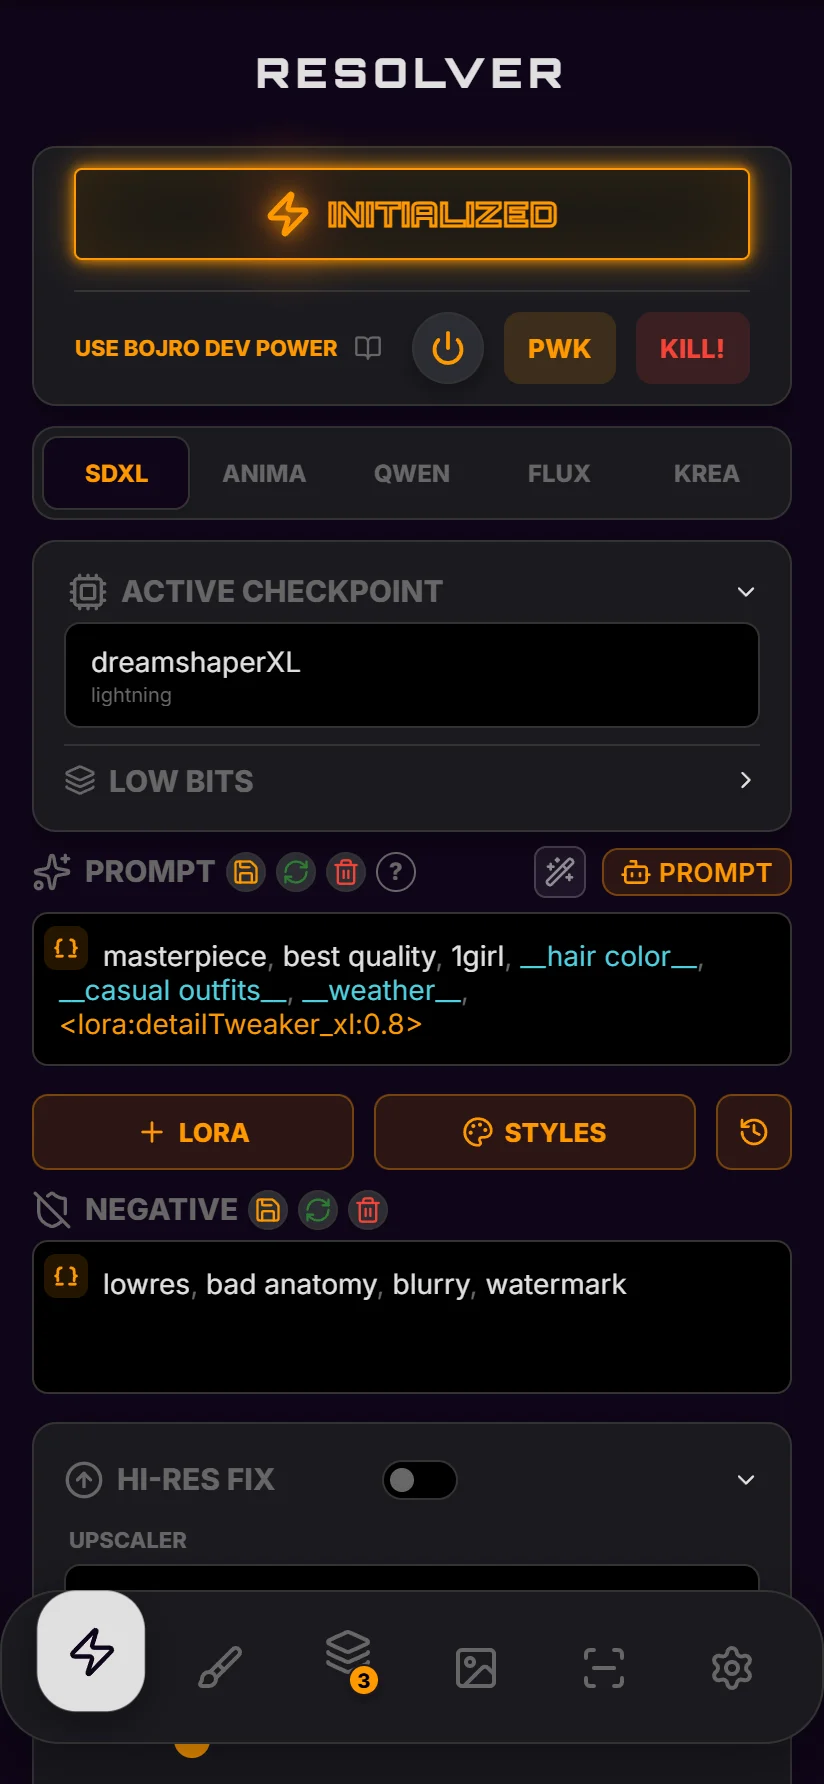 RESOLVER
INITIALIZED
USE BOJRO DEV POWER
PWK
KILL!
SDXL
ANIMA
QWEN
FLUX
KREA
ACTIVE CHECKPOINT
dreamshaperXL
lightning
LOW BITS
PROMPT
?
PROMPT
{} masterpiece, best quality, 1girl, __hair color__,
__casual outfits__, __weather__,
<lora:detailTweaker_xl:0.8>
+ LORA
STYLES
NEGATIVE
{} lowres, bad anatomy, blurry, watermark
HI-RES FIX
UPSCALER
3